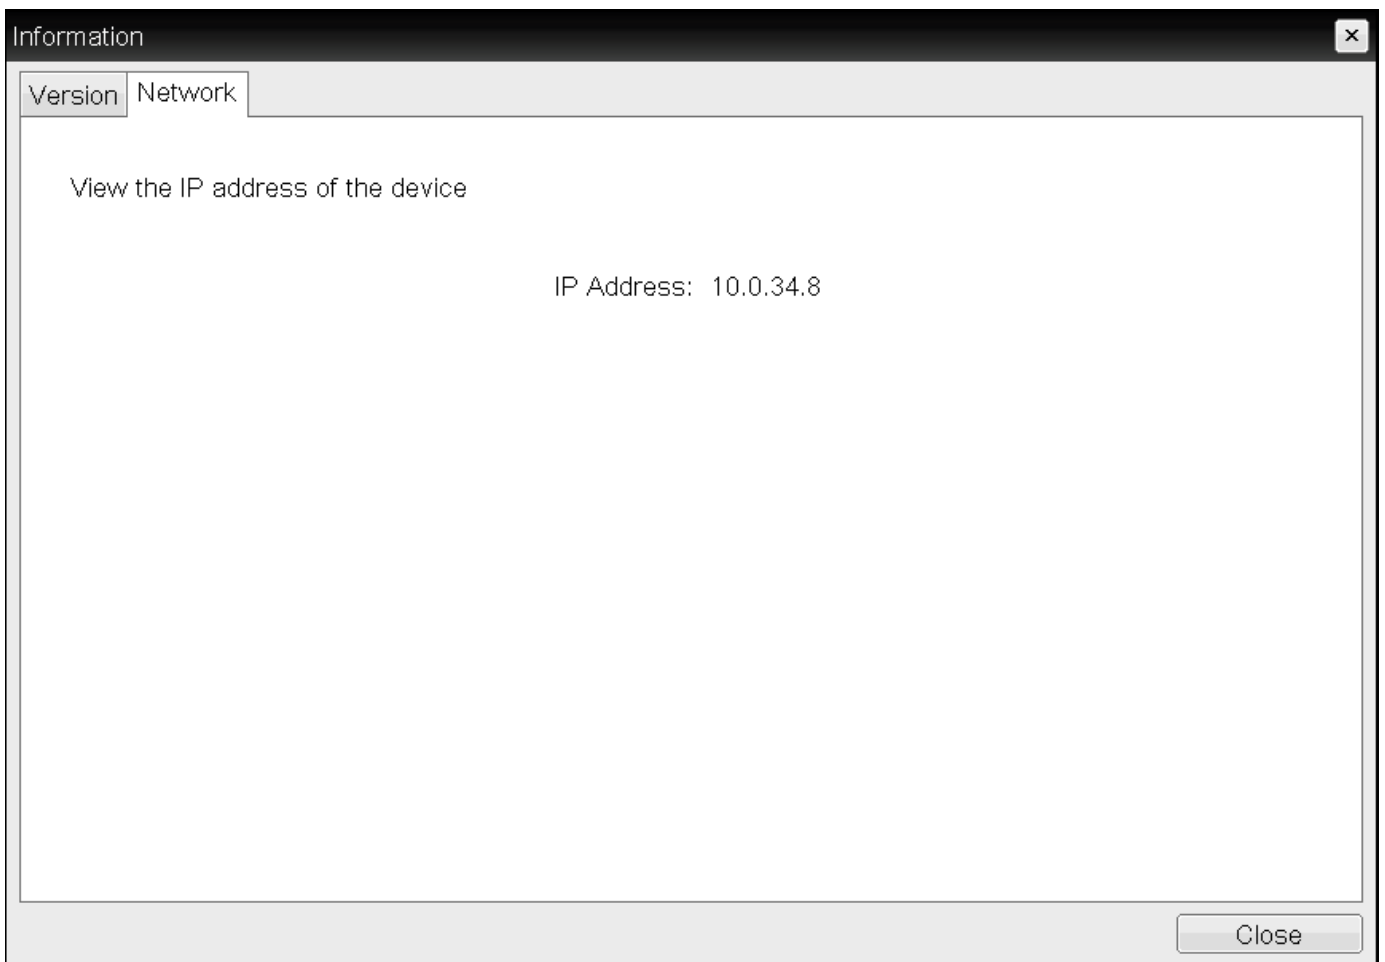 Information
Version Network
View the IP address of the device
IP Address: 10.0.34.8
Close